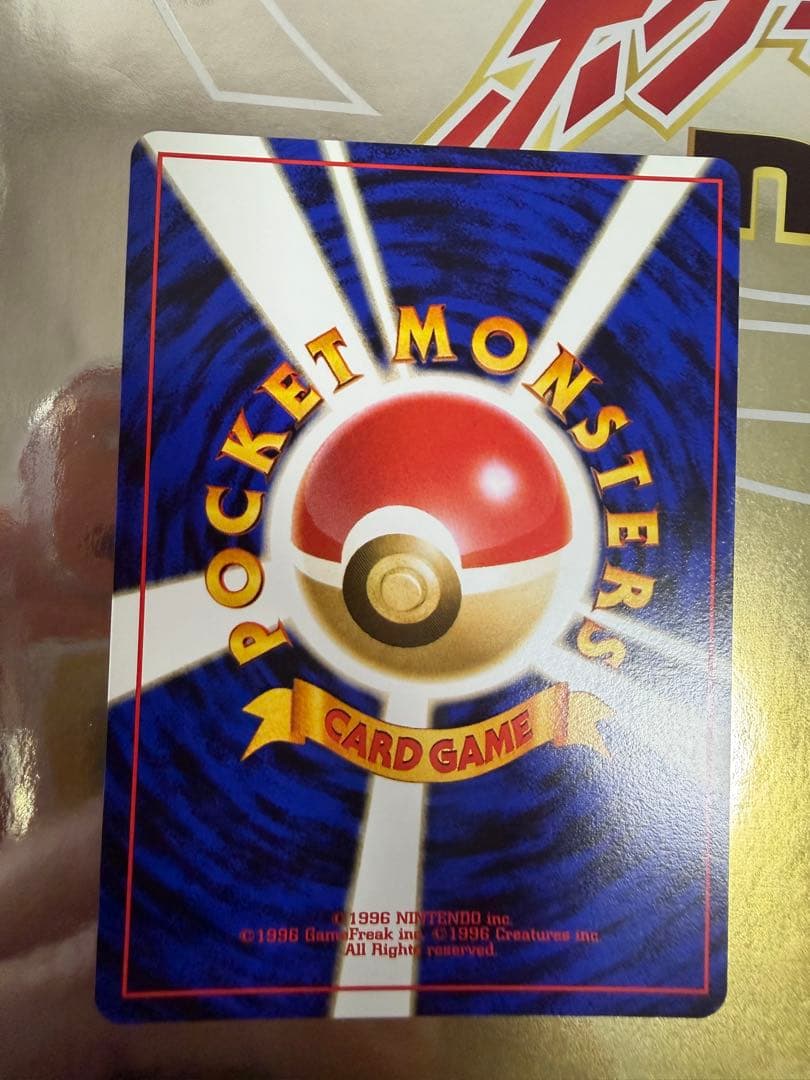 POCKET MONSTERS
CARD GAME
©1996 NINTENDO inc.
©1996 GameFreak inc. ©1996 Creatures inc.
All Rights reserved.